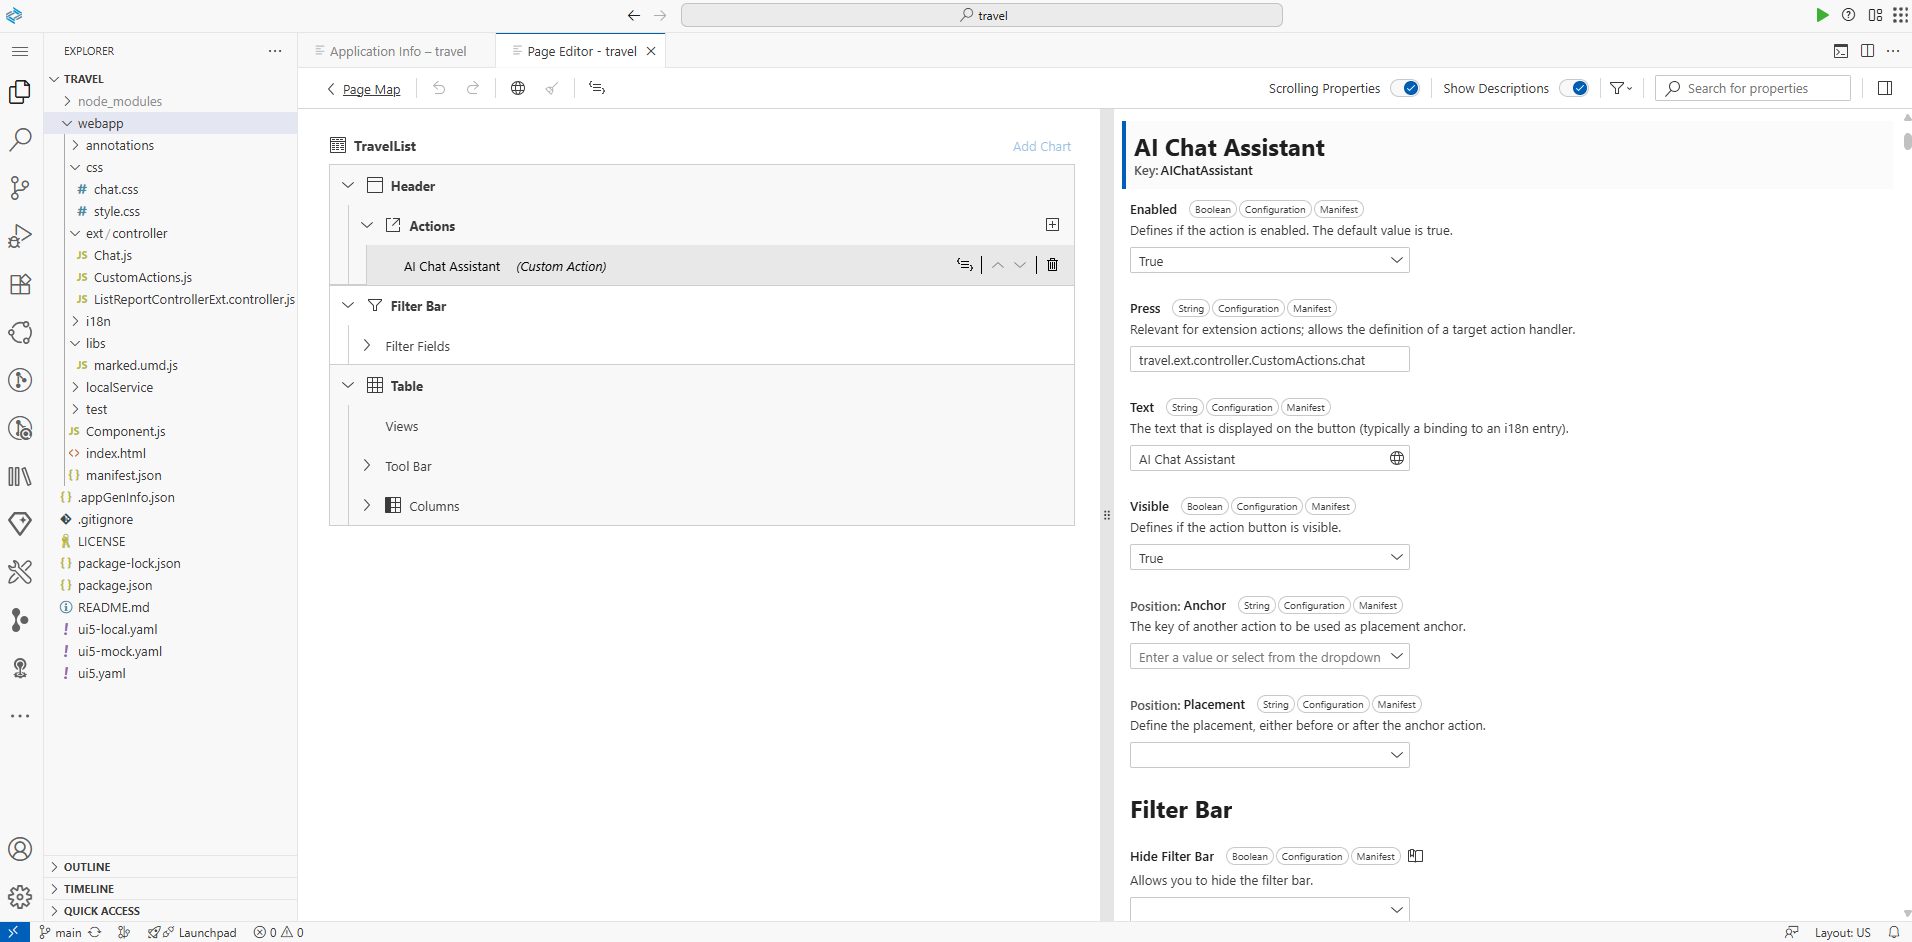 travel
EXPLORER
Application Info – travel
Page Editor - travel
TRAVEL
node_modules
webapp
annotations
css
# chat.css
# style.css
ext / controller
JS Chat.js
JS CustomActions.js
JS ListReportControllerExt.controller.js
i18n
libs
JS marked.umd.js
localService
test
JS Component.js
<> index.html
{} manifest.json
{} .appGenInfo.json
.gitignore
LICENSE
{} package-lock.json
{} package.json
README.md
! ui5-local.yaml
! ui5-mock.yaml
! ui5.yaml
OUTLINE
TIMELINE
QUICK ACCESS
Page Map
Scrolling Properties
Show Descriptions
Search for properties
TravelList
Add Chart
Header
Actions
AI Chat Assistant (Custom Action)
Filter Bar
Filter Fields
Table
Views
Tool Bar
Columns
AI Chat Assistant
Key: AIChatAssistant
Enabled Boolean Configuration Manifest
Defines if the action is enabled. The default value is true.
True
Press String Configuration Manifest
Relevant for extension actions; allows the definition of a target action handler.
travel.ext.controller.CustomActions.chat
Text String Configuration Manifest
The text that is displayed on the button (typically a binding to an i18n entry).
AI Chat Assistant
Visible Boolean Configuration Manifest
Defines if the action button is visible.
True
Position: Anchor String Configuration Manifest
The key of another action to be used as placement anchor.
Enter a value or select from the dropdown
Position: Placement String Configuration Manifest
Define the placement, either before or after the anchor action.
Filter Bar
Hide Filter Bar Boolean Configuration Manifest
Allows you to hide the filter bar.
main
Launchpad
0
0
Layout: US